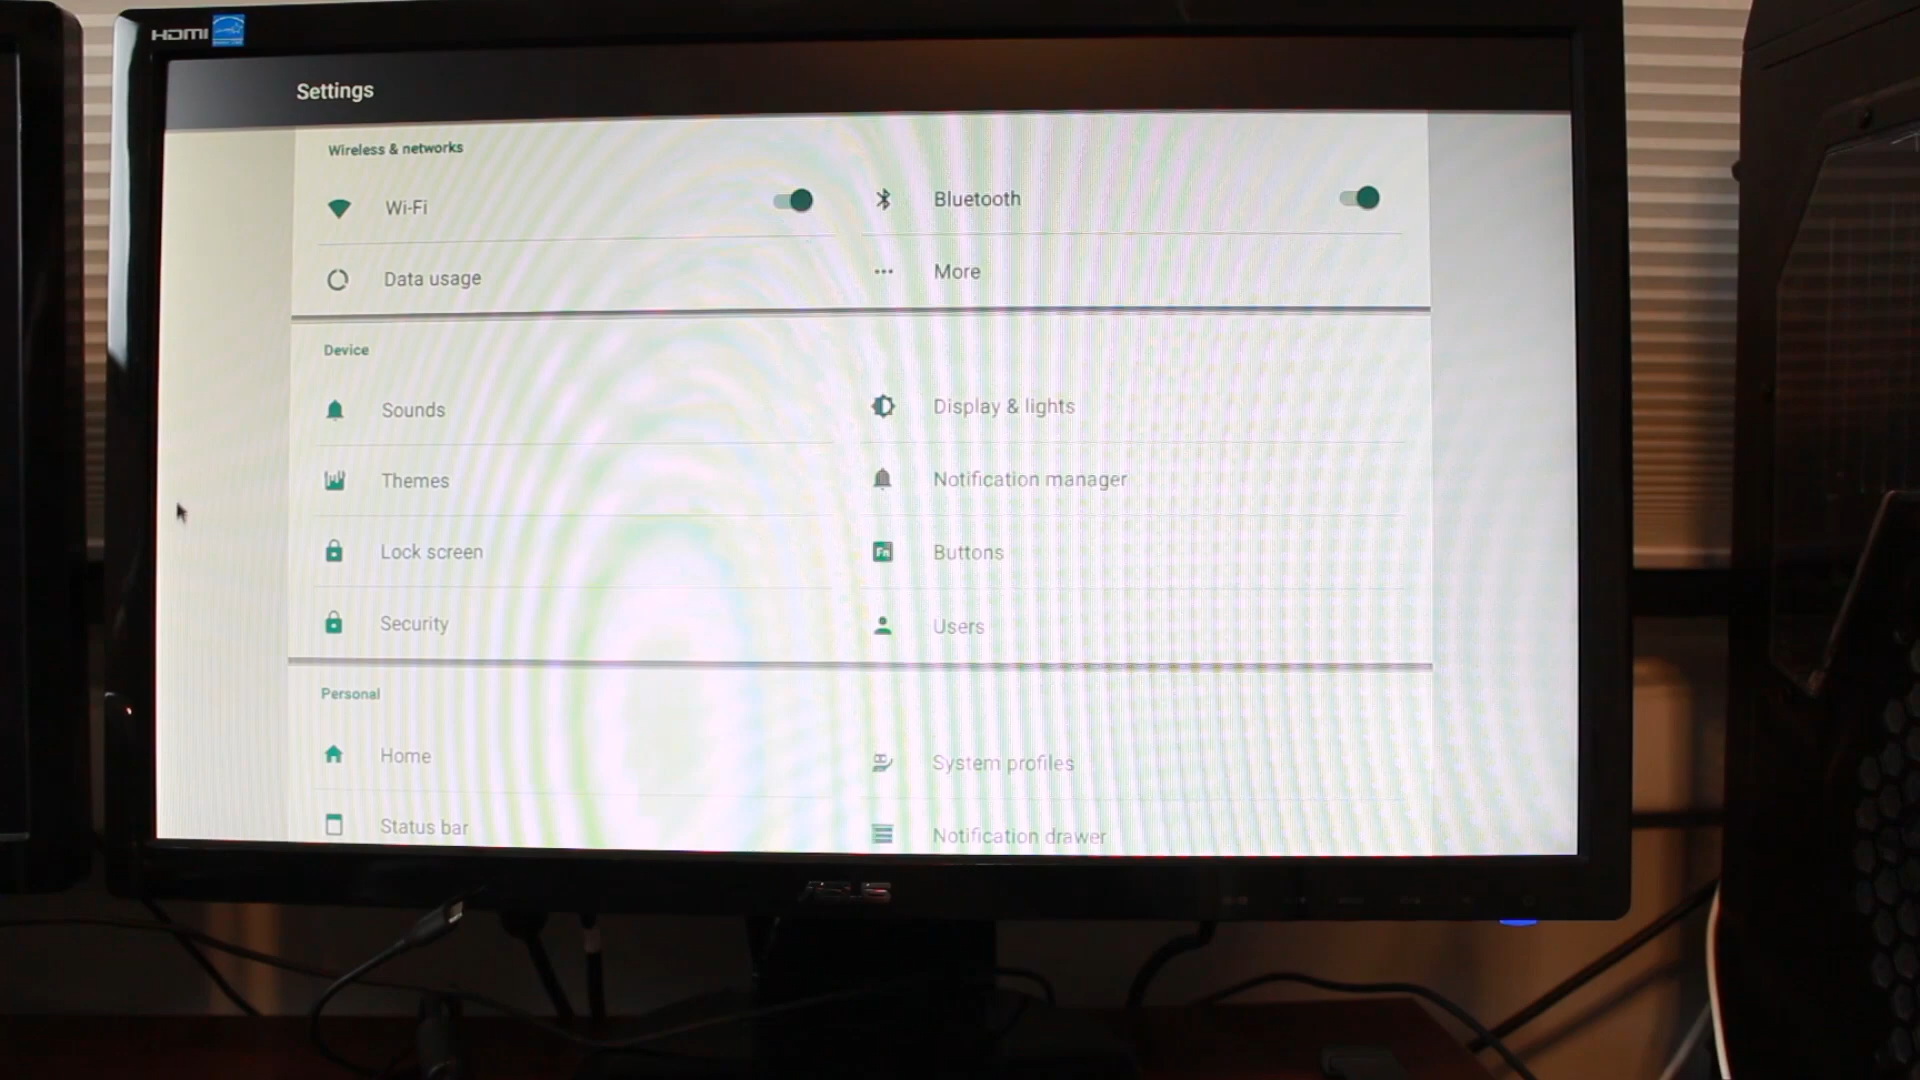 HDMI
Settings
Wireless & networks
Wi-Fi
Bluetooth
Data usage
More
Device
Sounds
Display & lights
Themes
Notification manager
Lock screen
Fn
Buttons
Security
Users
Personal
Home
System profiles
Status bar
Notification drawer
ASUS